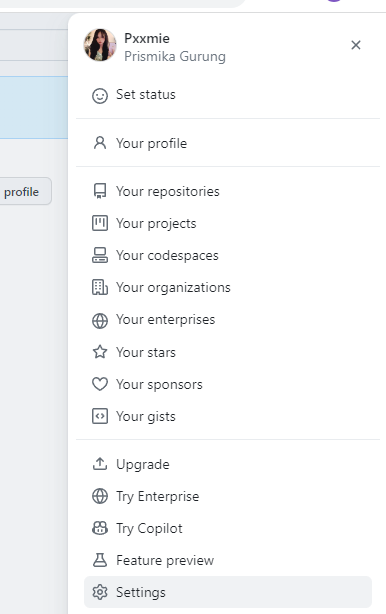 Pxxmie
Prismika Gurung
Set status
Your profile
profile
Your repositories
Your projects
Your codespaces
Your organizations
Your enterprises
Your stars
Your sponsors
Your gists
Upgrade
Try Enterprise
Try Copilot
Feature preview
Settings